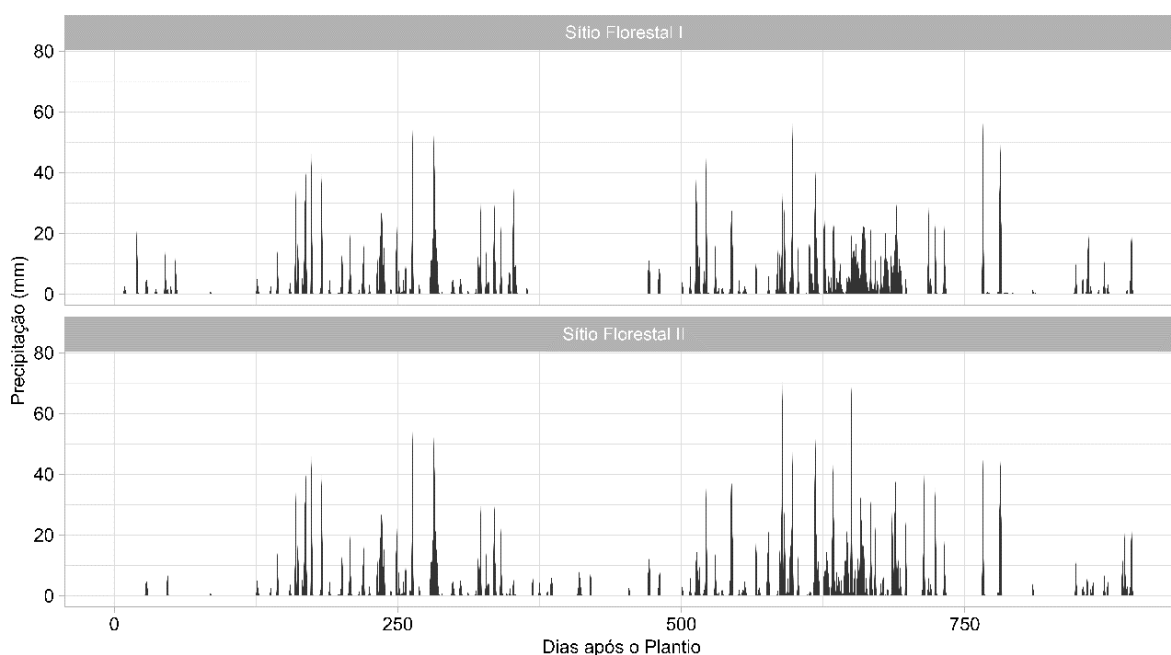 Sítio Florestal I
80
60
40
20
0
Sítio Florestal II
80
60
40
20
0
Precipitação (mm)
0 250 500 750
Dias após o Plantio